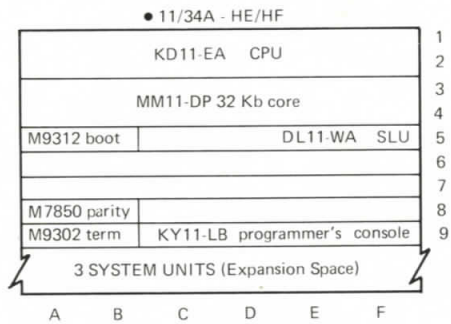 ● 11/34A - HE/HF
KD11-EA CPU
1
2
MM11-DP 32 Kb core
3
4
M9312 boot DL11-WA SLU 5
6
7
M7850 parity 8
M9302 term KY11-LB programmer's console 9
3 SYSTEM UNITS (Expansion Space)
A B C D E F